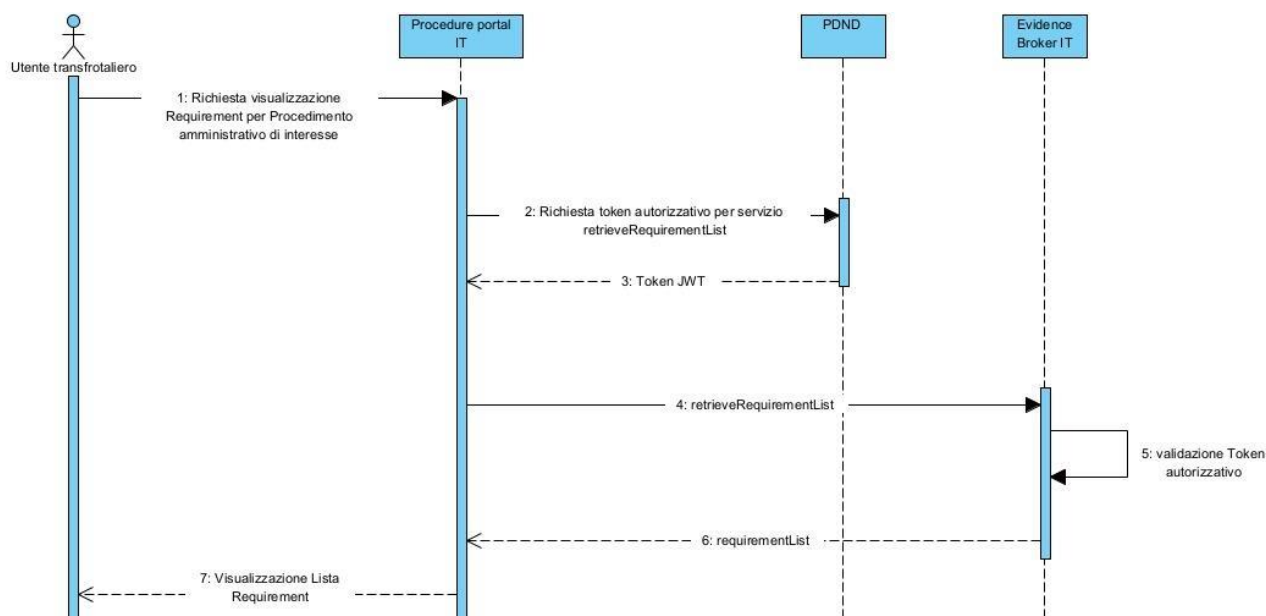 Procedure portal
IT
PDND
Evidence
Broker IT
Utente transfrotaliero
1: Richiesta visualizzazione
Requirement per Procedimento
amministrativo di interesse
2: Richiesta token autorizzativo per servizio
retrieveRequirementList
3: Token JWT
4: retrieveRequirementList
5: validazione Token
autorizzativo
6: requirementList
7: Visualizzazione Lista
Requirement